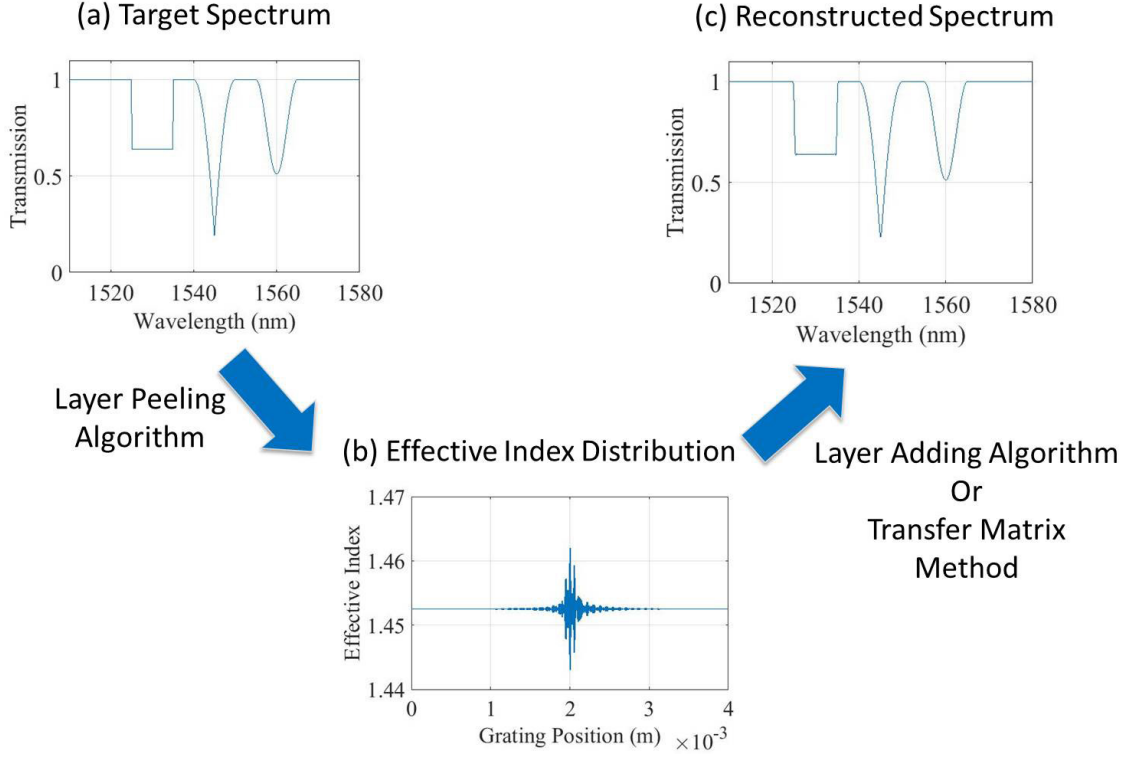 (a) Target Spectrum
Transmission
1
0.5
0
1520 1540 1560 1580
Wavelength (nm)
(c) Reconstructed Spectrum
Transmission
1
0.5
0
1520 1540 1560 1580
Wavelength (nm)
Layer Peeling
Algorithm
(b) Effective Index Distribution
Effective Index
1.47
1.46
1.45
1.44
0 1 2 3 4
Grating Position (m) ×10⁻³
Layer Adding Algorithm
Or
Transfer Matrix
Method